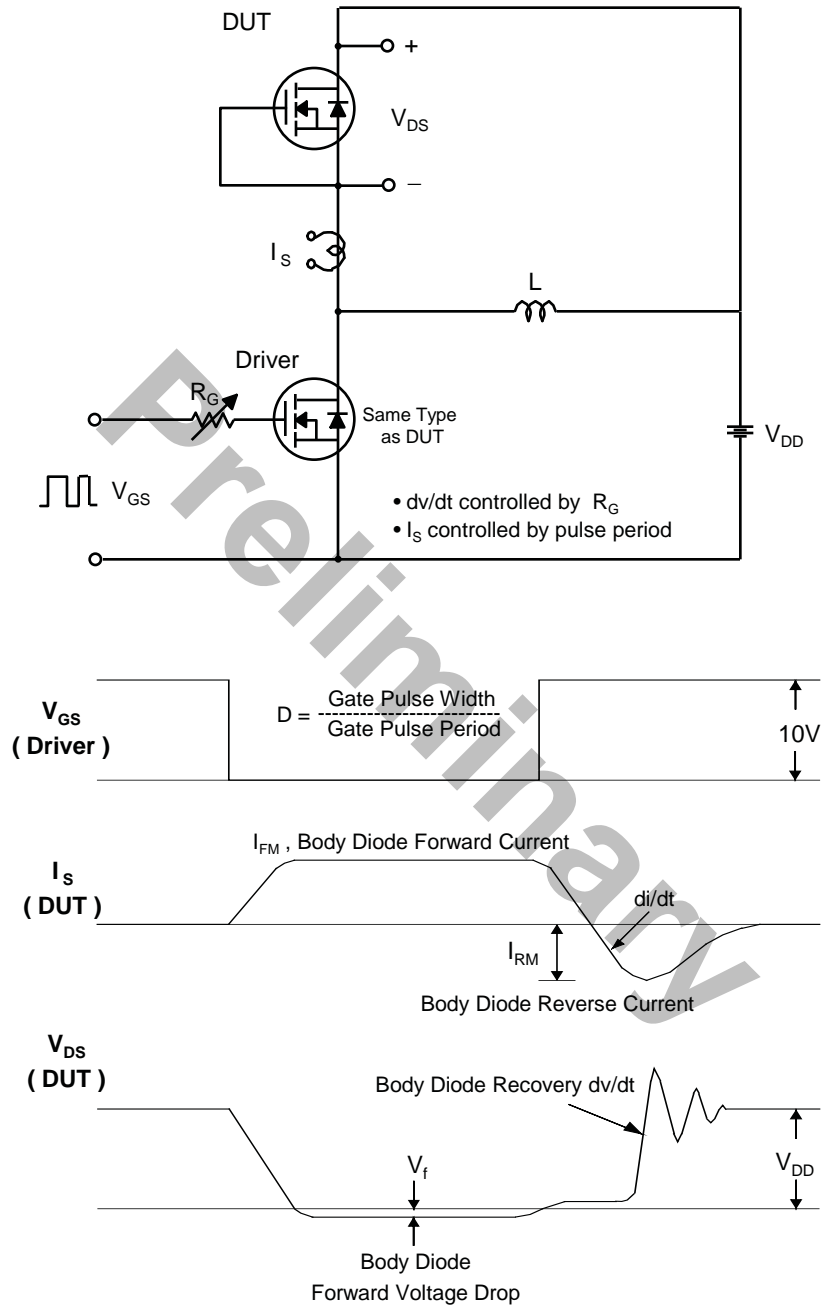 DUT
+
V_DS
–
I_S
L
Driver
R_G
Same Type
as DUT
V_DD
V_GS
• dv/dt controlled by R_G
• I_S controlled by pulse period
Preliminary
V_GS
( Driver )
D = Gate Pulse Width
Gate Pulse Period
10V
I_FM , Body Diode Forward Current
I_S
( DUT )
di/dt
I_RM
Body Diode Reverse Current
V_DS
( DUT )
Body Diode Recovery dv/dt
V_f
V_DD
Body Diode
Forward Voltage Drop